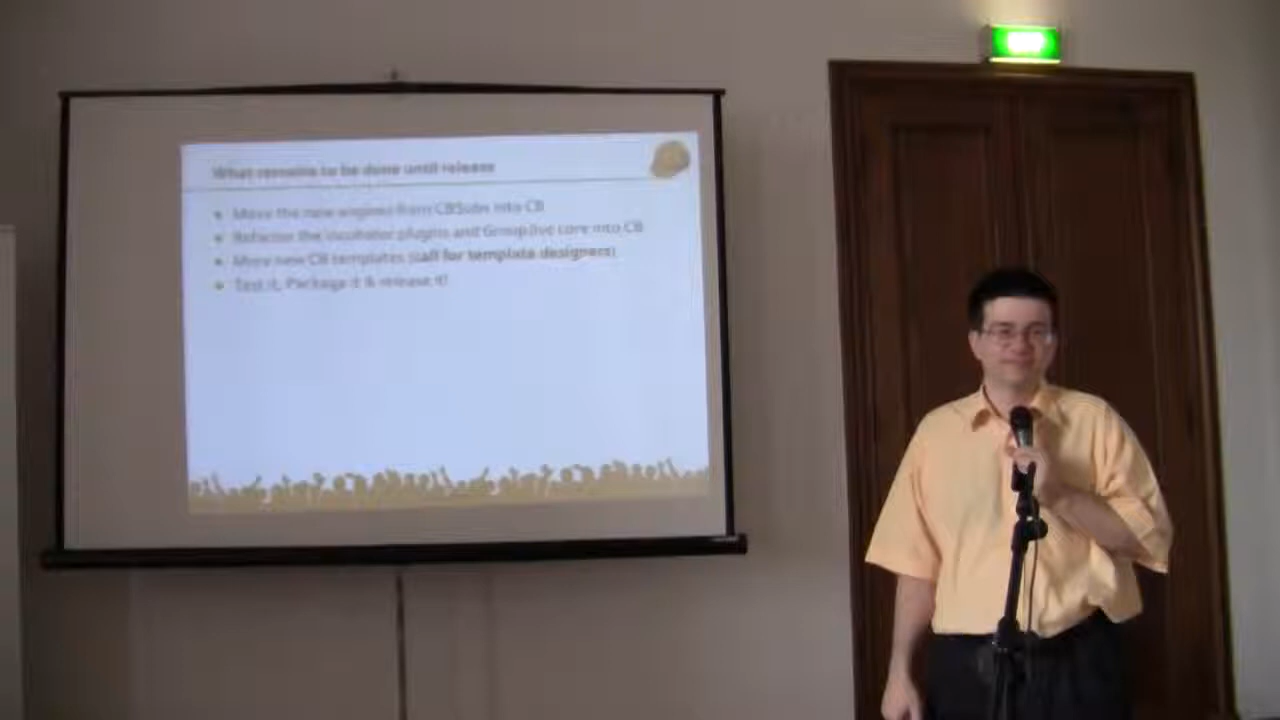 What remains to be done until release
Move the new engines from CBSubs into CB
Refactor the incubator plugins and GroupJive core into CB
More new CB templates (call for template designers)
Test it, Package it & release it!